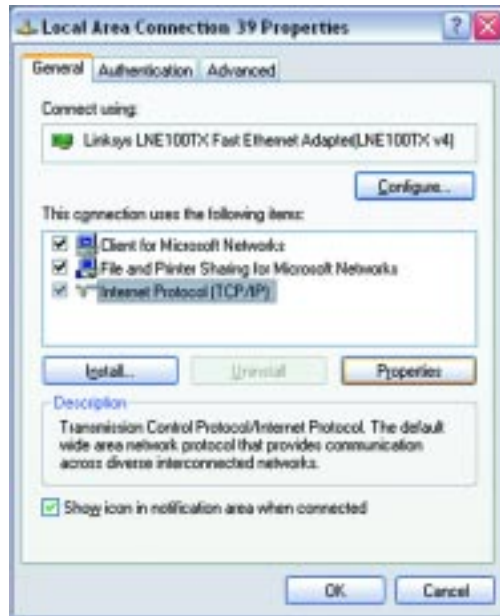 Local Area Connection 39 Properties
General Authentication Advanced
Connect using:
Linksys LNE100TX Fast Ethernet Adapter(LNE100TX v4)
Configure...
This connection uses the following items:
Client for Microsoft Networks
File and Printer Sharing for Microsoft Networks
Internet Protocol (TCP/IP)
Install... Uninstall Properties
Description
Transmission Control Protocol/Internet Protocol. The default
wide area network protocol that provides communication
across diverse interconnected networks.
Show icon in notification area when connected
OK Cancel